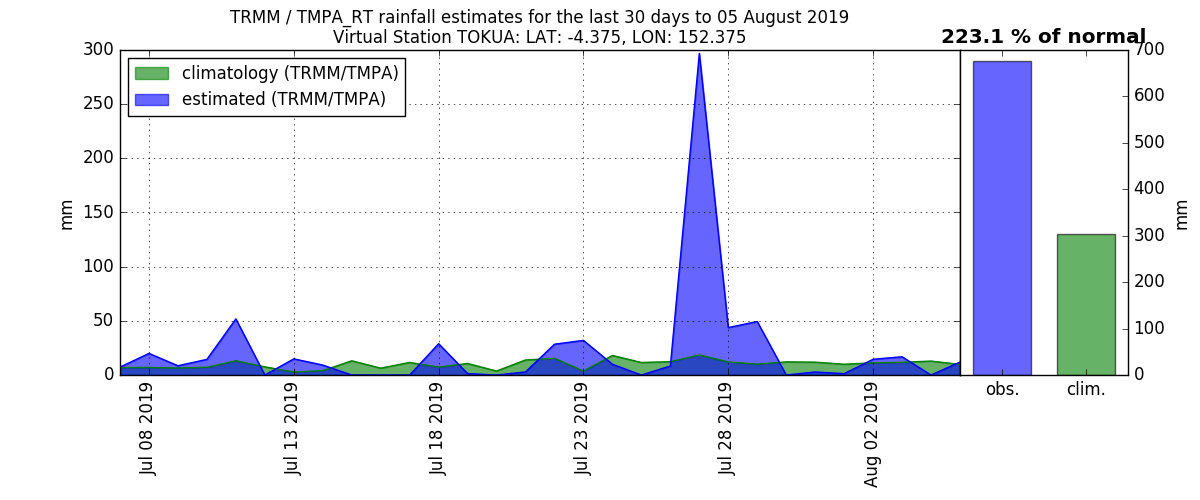 TRMM / TMPA_RT rainfall estimates for the last 30 days to 05 August 2019
Virtual Station TOKUA: LAT: -4.375, LON: 152.375
223.1 % of normal
climatology (TRMM/TMPA)
estimated (TRMM/TMPA)
mm
300
250
200
150
100
50
0
Jul 08 2019
Jul 13 2019
Jul 18 2019
Jul 23 2019
Jul 28 2019
Aug 02 2019
obs.
clim.
700
600
500
400
300
200
100
0
mm